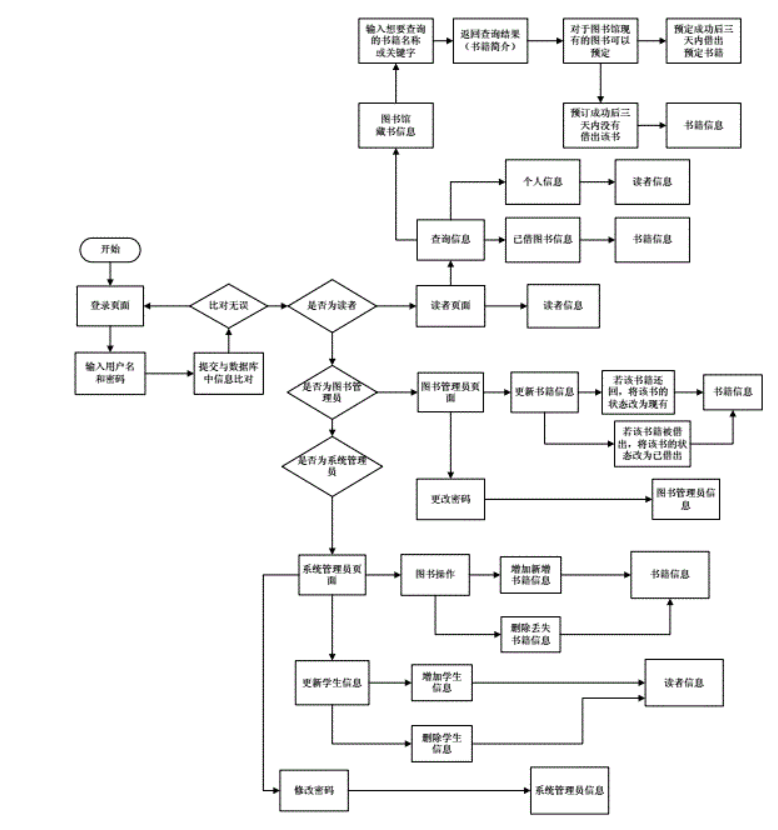 输入想要查询
的书籍名称
或关键字
返回查询结果
（书籍简介）
对于图书馆现
有的图书可以
预定
预定成功后三
天内借出
预定书籍
图书馆
藏书信息
预订成功后三
天内没有
借出该书
书籍信息
个人信息
读者信息
查询信息
已借图书信息
书籍信息
开始
登录页面
比对无误
是否为读者
读者页面
读者信息
输入用户名
和密码
提交与数据库
中信息比对
是否为图书管
理员
图书管理员页
面
更新书籍信息
若该书籍还
回，将该书的
状态改为现有
书籍信息
若该书籍被借
出，将该书的状
态改为已借出
是否为系统管理
员
更改密码
图书管理员信
息
系统管理员页
面
图书操作
增加新增
书籍信息
书籍信息
删除丢失
书籍信息
更新学生信息
增加学生
信息
读者信息
删除学生
信息
修改密码
系统管理员信息